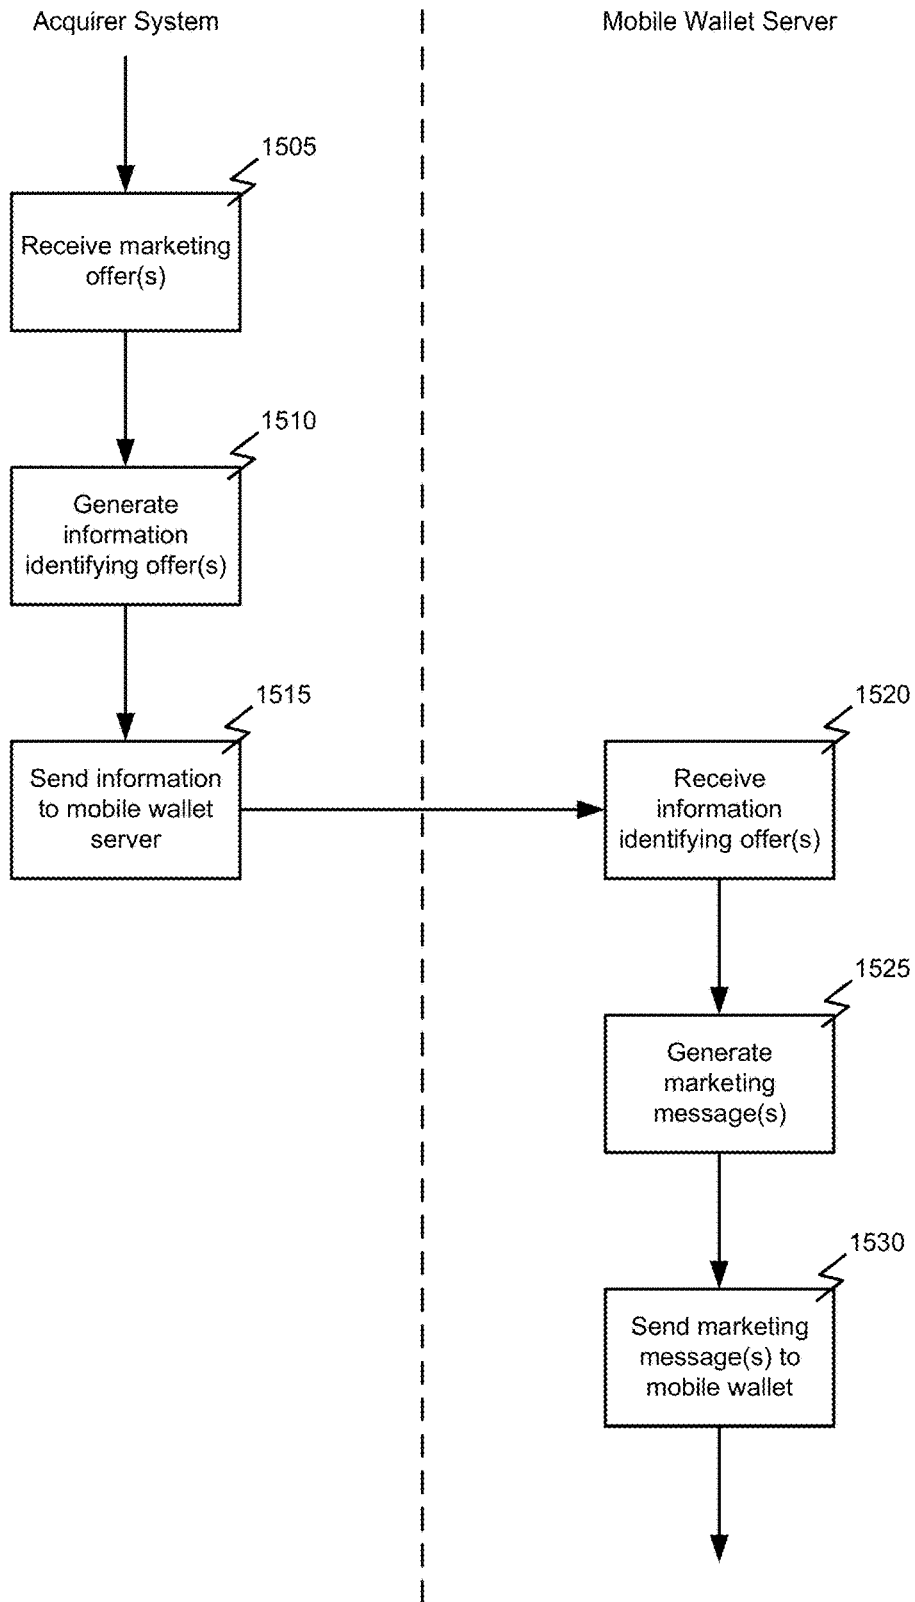 Acquirer System
Mobile Wallet Server
1505
Receive marketing
offer(s)
1510
Generate
information
identifying offer(s)
1515
Send information
to mobile wallet
server
1520
Receive
information
identifying offer(s)
1525
Generate
marketing
message(s)
1530
Send marketing
message(s) to
mobile wallet